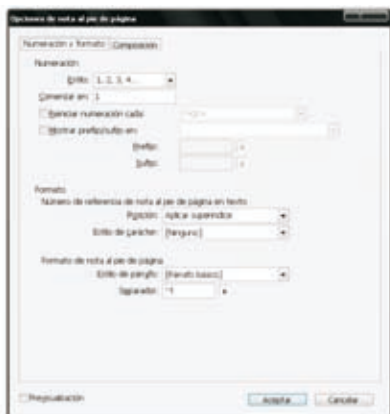 Opciones de nota al pie de página
Numeración y formato Composición
Numeración
Estilo: 1, 2, 3, 4...
Comenzar en: 1
Reiniciar numeración cada:
Mostrar prefijo/sufijo en:
Prefijo:
Sufijo:
Formato
Número de referencia de nota al pie de página en texto
Posición: Aplicar superíndice
Estilo de carácter: [Ninguno]
Formato de nota al pie de página
Estilo de párrafo: [Párrafo básico]
Separador: ^t
Previsualización Aceptar Cancelar